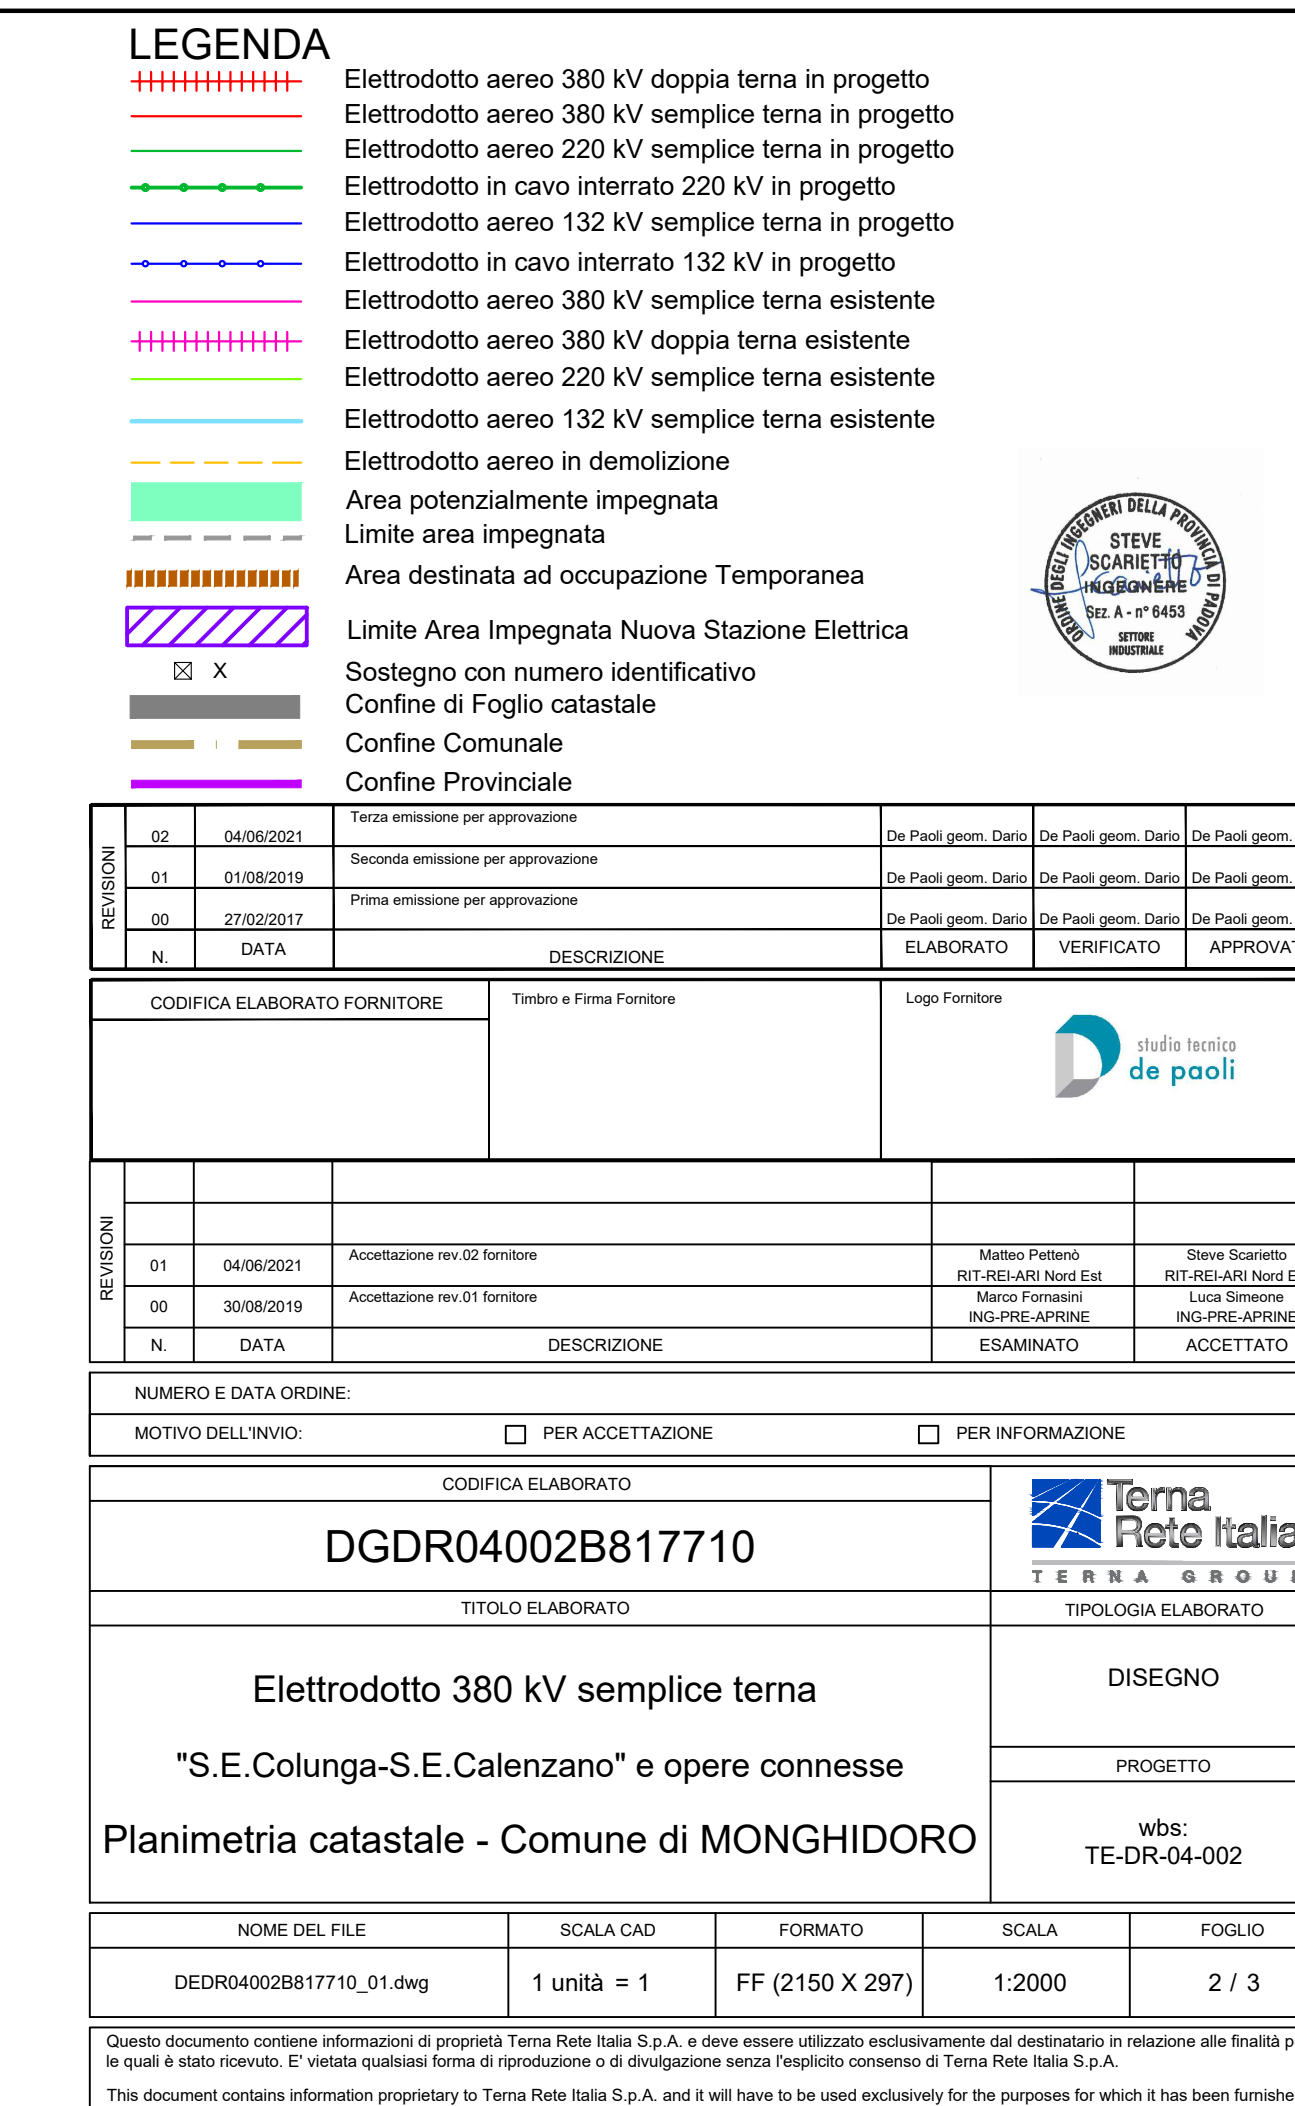 LEGENDA
Elettrodotto aereo 380 kV doppia terna in progetto
Elettrodotto aereo 380 kV semplice terna in progetto
Elettrodotto aereo 220 kV semplice terna in progetto
Elettrodotto in cavo interrato 220 kV in progetto
Elettrodotto aereo 132 kV semplice terna in progetto
Elettrodotto in cavo interrato 132 kV in progetto
Elettrodotto aereo 380 kV semplice terna esistente
Elettrodotto aereo 380 kV doppia terna esistente
Elettrodotto aereo 220 kV semplice terna esistente
Elettrodotto aereo 132 kV semplice terna esistente
Elettrodotto aereo in demolizione
Area potenzialmente impegnata
Limite area impegnata
Area destinata ad occupazione Temporanea
Limite Area Impegnata Nuova Stazione Elettrica
X Sostegno con numero identificativo
Confine di Foglio catastale
Confine Comunale
Confine Provinciale
ORDINE DEGLI INGEGNERI DELLA PROVINCIA DI PADOVA
STEVE
SCARIETTO
INGEGNERE
SEZ. A - n° 6453
SETTORE
INDUSTRIALE
REVISIONI
02 04/06/2021 Terza emissione per approvazione De Paoli geom. Dario De Paoli geom. Dario De Paoli geom.
01 01/08/2019 Seconda emissione per approvazione De Paoli geom. Dario De Paoli geom. Dario De Paoli geom.
00 27/02/2017 Prima emissione per approvazione De Paoli geom. Dario De Paoli geom. Dario De Paoli geom.
N. DATA DESCRIZIONE ELABORATO VERIFICATO APPROVAT
CODIFICA ELABORATO FORNITORE Timbro e Firma Fornitore Logo Fornitore
studio tecnico
de paoli
REVISIONI
01 04/06/2021 Accettazione rev.02 fornitore Matteo Pettenò Steve Scarietto
RIT-REI-ARI Nord Est RIT-REI-ARI Nord E
00 30/08/2019 Accettazione rev.01 fornitore Marco Fornasini Luca Simeone
ING-PRE-APRINE ING-PRE-APRINE
N. DATA DESCRIZIONE ESAMINATO ACCETTATO
NUMERO E DATA ORDINE:
MOTIVO DELL'INVIO: PER ACCETTAZIONE PER INFORMAZIONE
CODIFICA ELABORATO
DGDR04002B817710
Terna
Rete Italia
TERNA GROUP
TITOLO ELABORATO TIPOLOGIA ELABORATO
Elettrodotto 380 kV semplice terna
"S.E.Colunga-S.E.Calenzano" e opere connesse
Planimetria catastale - Comune di MONGHIDORO
DISEGNO
PROGETTO
wbs:
TE-DR-04-002
NOME DEL FILE SCALA CAD FORMATO SCALA FOGLIO
DEDR04002B817710_01.dwg 1 unità = 1 FF (2150 X 297) 1:2000 2 / 3
Questo documento contiene informazioni di proprietà Terna Rete Italia S.p.A. e deve essere utilizzato esclusivamente dal destinatario in relazione alle finalità p
le quali è stato ricevuto. E' vietata qualsiasi forma di riproduzione o di divulgazione senza l'esplicito consenso di Terna Rete Italia S.p.A.
This document contains information proprietary to Terna Rete Italia S.p.A. and it will have to be used exclusively for the purposes for which it has been furnishe